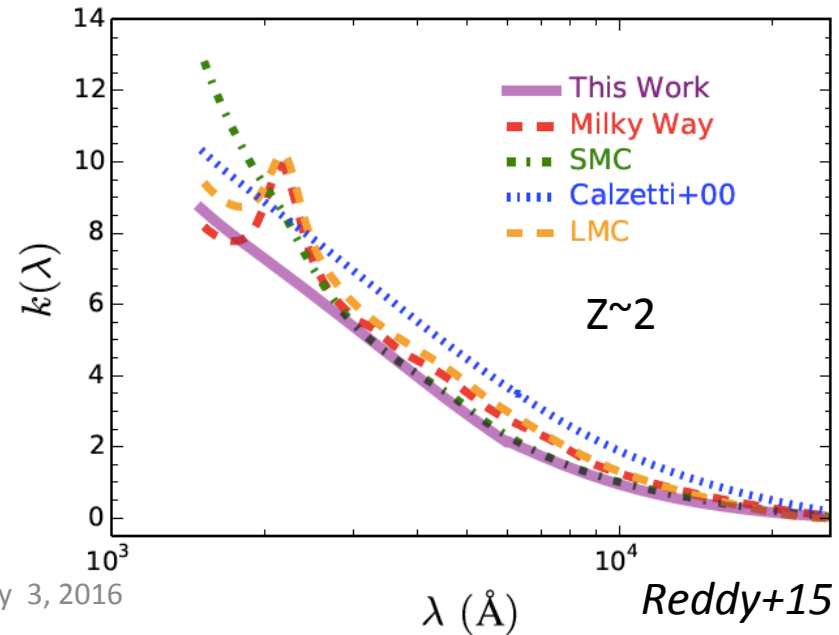 14
12
10
8
6
4
2
0
k(λ)
This Work
Milky Way
SMC
Calzetti+00
LMC
Z~2
10³
10⁴
y 3, 2016
λ (Å)
Reddy+15